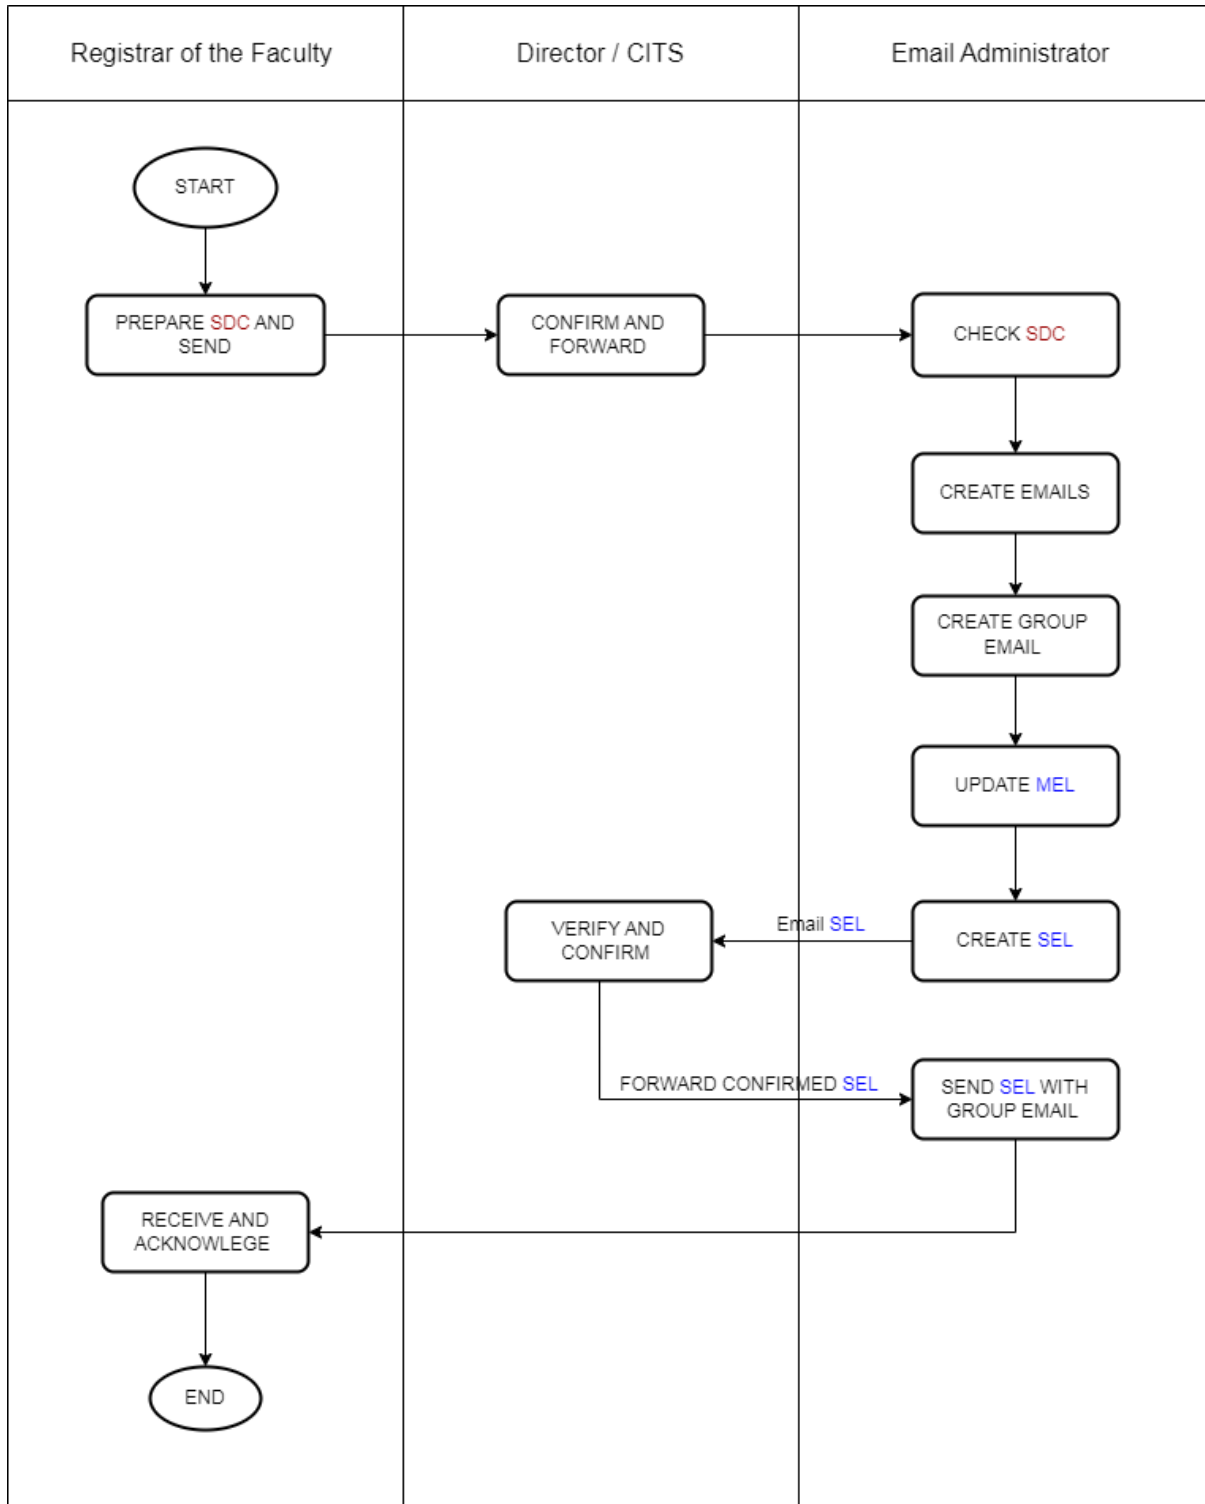 Registrar of the Faculty
Director / CITS
Email Administrator
START
PREPARE SDC AND
SEND
CONFIRM AND
FORWARD
CHECK SDC
CREATE EMAILS
CREATE GROUP
EMAIL
UPDATE MEL
CREATE SEL
Email SEL
VERIFY AND
CONFIRM
FORWARD CONFIRMED SEL
SEND SEL WITH
GROUP EMAIL
RECEIVE AND
ACKNOWLEGE
END